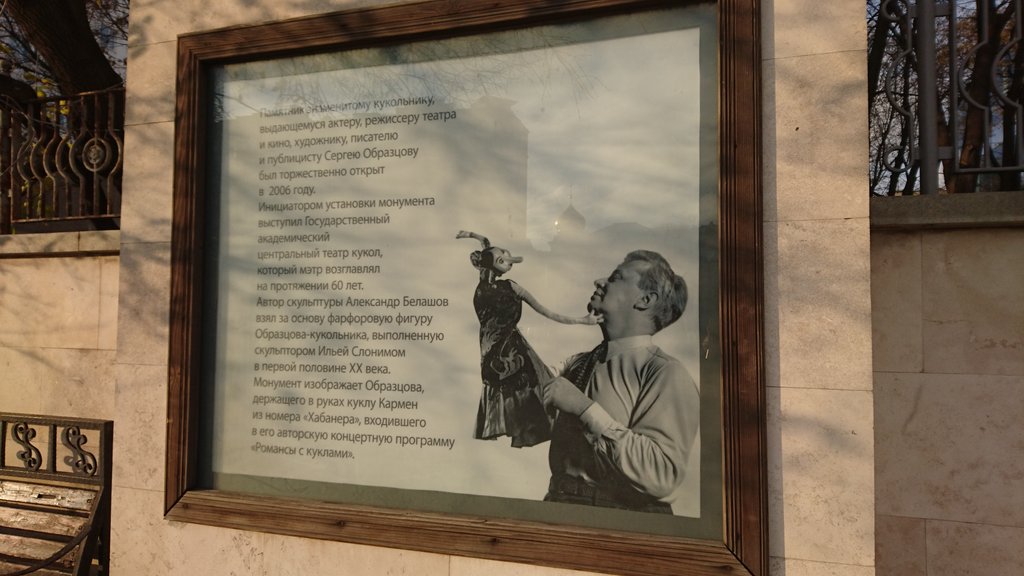 Памятник знаменитому кукольнику,
выдающемуся актеру, режиссеру театра
и кино, художнику, писателю
и публицисту Сергею Образцову
был торжественно открыт
в 2006 году.
Инициатором установки монумента
выступил Государственный
академический
центральный театр кукол,
который мэтр возглавлял
на протяжении 60 лет.
Автор скульптуры Александр Белашов
взял за основу фарфоровую фигуру
Образцова-кукольника, выполненную
скульптором Ильей Слонимом
в первой половине XX века.
Монумент изображает Образцова,
держащего в руках куклу Кармен
из номера «Хабанера», входившего
в его авторскую концертную программу
«Романсы с куклами».